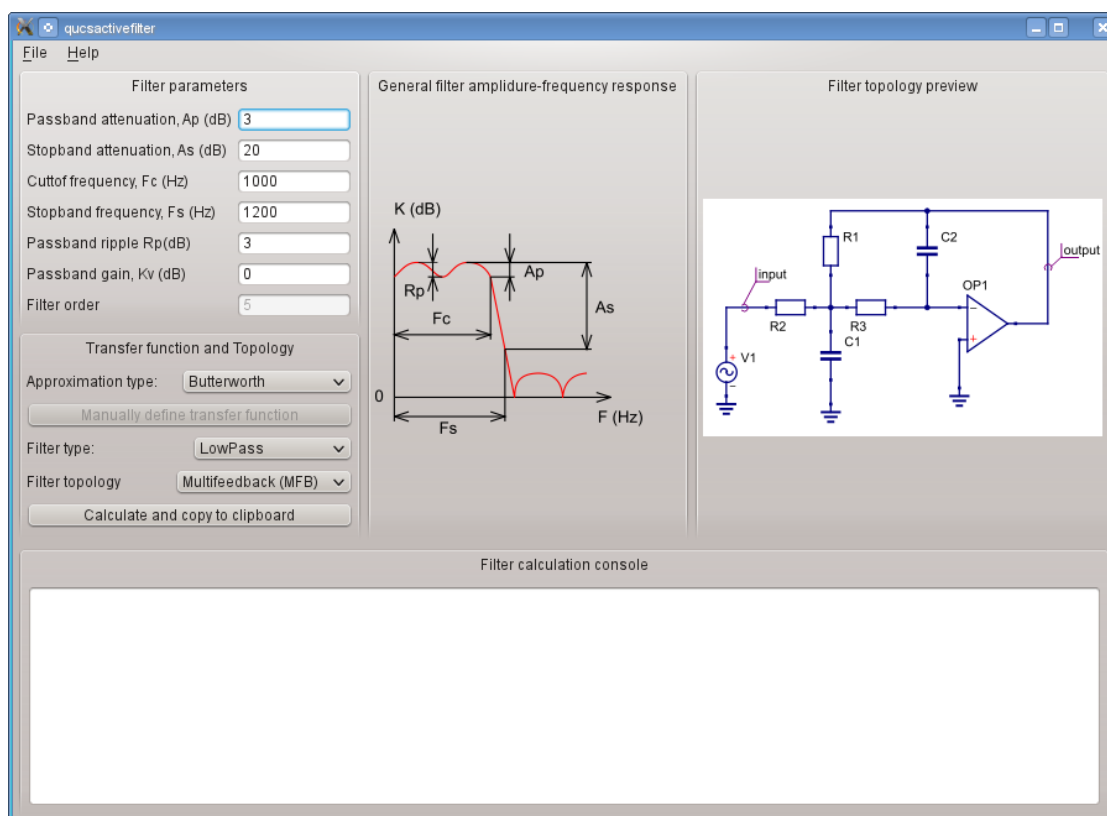 qucsactivefilter
File Help
Filter parameters
Passband attenuation, Ap (dB) 3
Stopband attenuation, As (dB) 20
Cuttof frequency, Fc (Hz) 1000
Stopband frequency, Fs (Hz) 1200
Passband ripple Rp(dB) 3
Passband gain, Kv (dB) 0
Filter order 5
Transfer function and Topology
Approximation type: Butterworth
Manually define transfer function
Filter type: LowPass
Filter topology Multifeedback (MFB)
Calculate and copy to clipboard
General filter amplidure-frequency response
K (dB)
Rp
Ap
As
Fc
0
Fs
F (Hz)
Filter topology preview
R1
C2
output
input
OP1
R2
R3
C1
V1
Filter calculation console